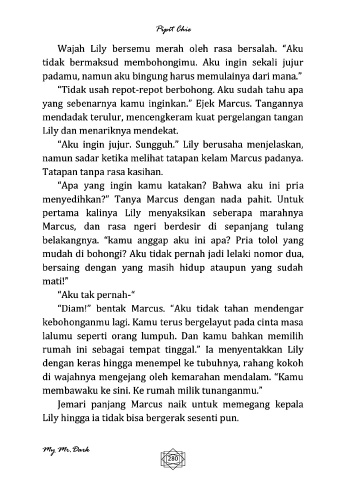 Pipit Chie
Wajah Lily bersemu merah oleh rasa bersalah. "Aku
tidak bermaksud membohongimu. Aku ingin sekali jujur
padamu, namun aku bingung harus memulainya dari mana."
"Tidak usah repot-repot berbohong. Aku sudah tahu apa
yang sebenarnya kamu inginkan." Ejek Marcus. Tangannya
mendadak terulur, mencengkeram kuat pergelangan tangan
Lily dan menariknya mendekat.
"Aku ingin jujur. Sungguh." Lily berusaha menjelaskan,
namun sadar ketika melihat tatapan kelam Marcus padanya.
Tatapan tanpa rasa kasihan.
"Apa yang ingin kamu katakan? Bahwa aku ini pria
menyedihkan?" Tanya Marcus dengan nada pahit. Untuk
pertama kalinya Lily menyaksikan seberapa marahnya
Marcus, dan rasa ngeri berdesir di sepanjang tulang
belakangnya. "kamu anggap aku ini apa? Pria tolol yang
mudah di bohongi? Aku tidak pernah jadi lelaki nomor dua,
bersaing dengan yang masih hidup ataupun yang sudah
mati!"
"Aku tak pernah-"
"Diam!" bentak Marcus. "Aku tidak tahan mendengar
kebohonganmu lagi. Kamu terus bergelayut pada cinta masa
lalumu seperti orang lumpuh. Dan kamu bahkan memilih
rumah ini sebagai tempat tinggal." Ia menyentakkan Lily
dengan keras hingga menempel ke tubuhnya, rahang kokoh
di wajahnya mengejang oleh kemarahan mendalam. "Kamu
membawaku ke sini. Ke rumah milik tunanganmu."
Jemari panjang Marcus naik untuk memegang kepala
Lily hingga ia tidak bisa bergerak sesenti pun.
My Mr. Dark
280